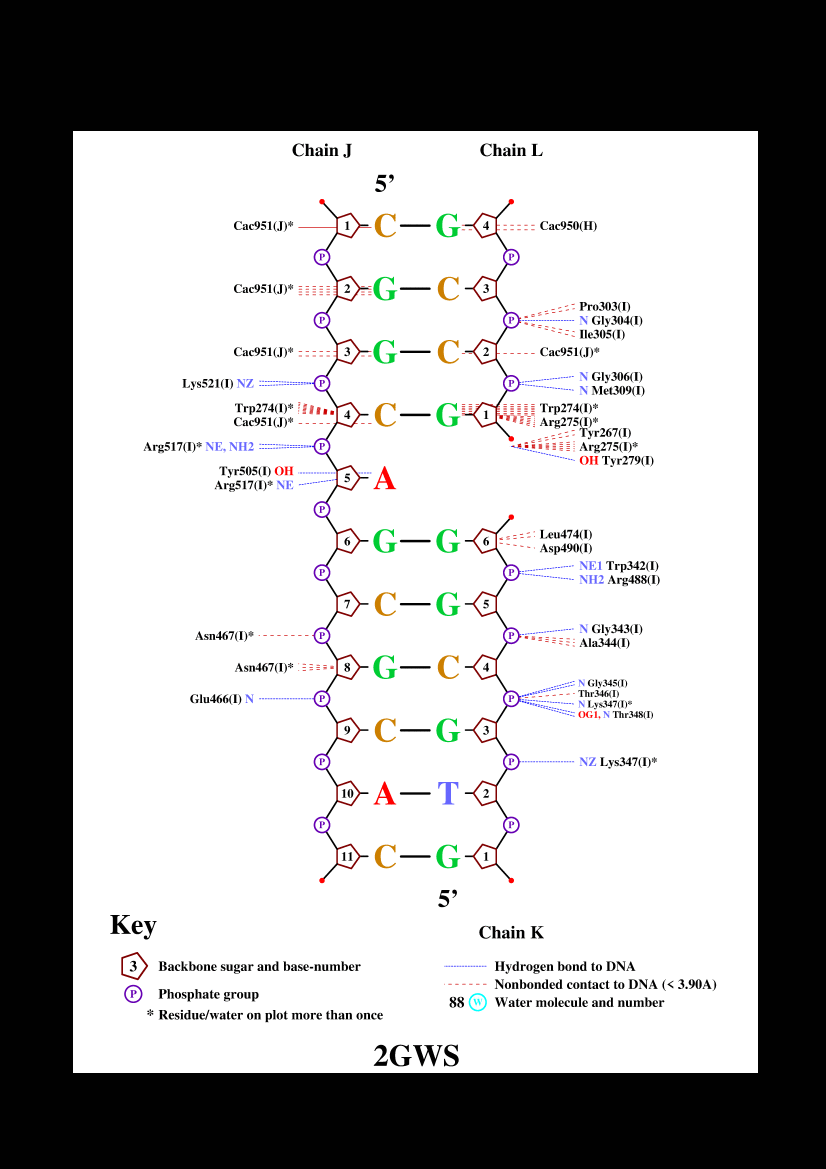 Chain J Chain L
5’
Cac951(J)* 1 C G 4 Cac950(H)
P P
Cac951(J)* 2 G C 3
Pro303(I)
P P N Gly304(I)
Ile305(I)
Cac951(J)* 3 G C 2 Cac951(J)*
N Gly306(I)
Lys521(I) NZ P P
N Met309(I)
Trp274(I)* 4 C G 1 Trp274(I)*
Cac951(J)* Arg275(I)*
Tyr267(I)
Arg517(I)* NE, NH2 P Arg275(I)*
OH Tyr279(I)
Tyr505(I) OH 5 A
Arg517(I)* NE
P
Leu474(I)
6 G G 6
Asp490(I)
NE1 Trp342(I)
P P
NH2 Arg488(I)
7 C G 5
N Gly343(I)
Asn467(I)* P P
Ala344(I)
Asn467(I)* 8 G C 4
N Gly345(I)
Thr346(I)
Glu466(I) N P P
N Lys347(I)*
OG1, N Thr348(I)
9 C G 3
P P NZ Lys347(I)*
10 A T 2
P P
11 C G 1
5’
Key
Chain K
3 Backbone sugar and base-number
Hydrogen bond to DNA
Nonbonded contact to DNA (< 3.90A)
P Phosphate group
88 W Water molecule and number
* Residue/water on plot more than once
2GWS